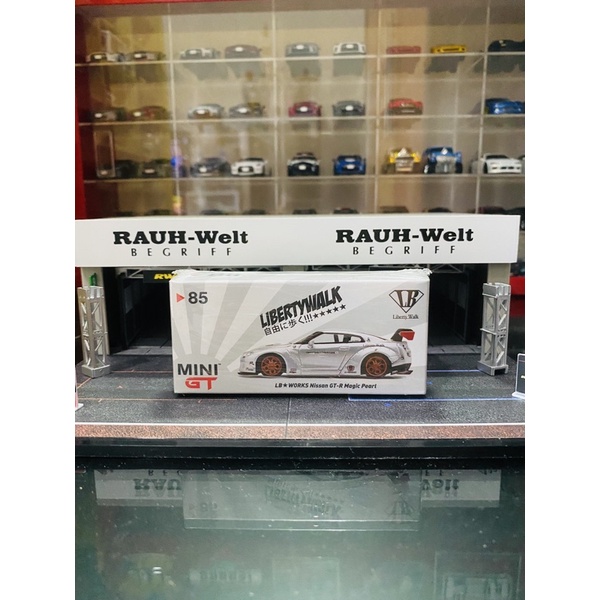 RAUH-Welt
BEGRIFF
RAUH-Welt
BEGRIFF
RW
85
LIBERTYWALK
自由に歩く!!!★★★★★
LB
Liberty Walk
MINI
GT
LB★WORKS Nissan GT-R Magic Pearl